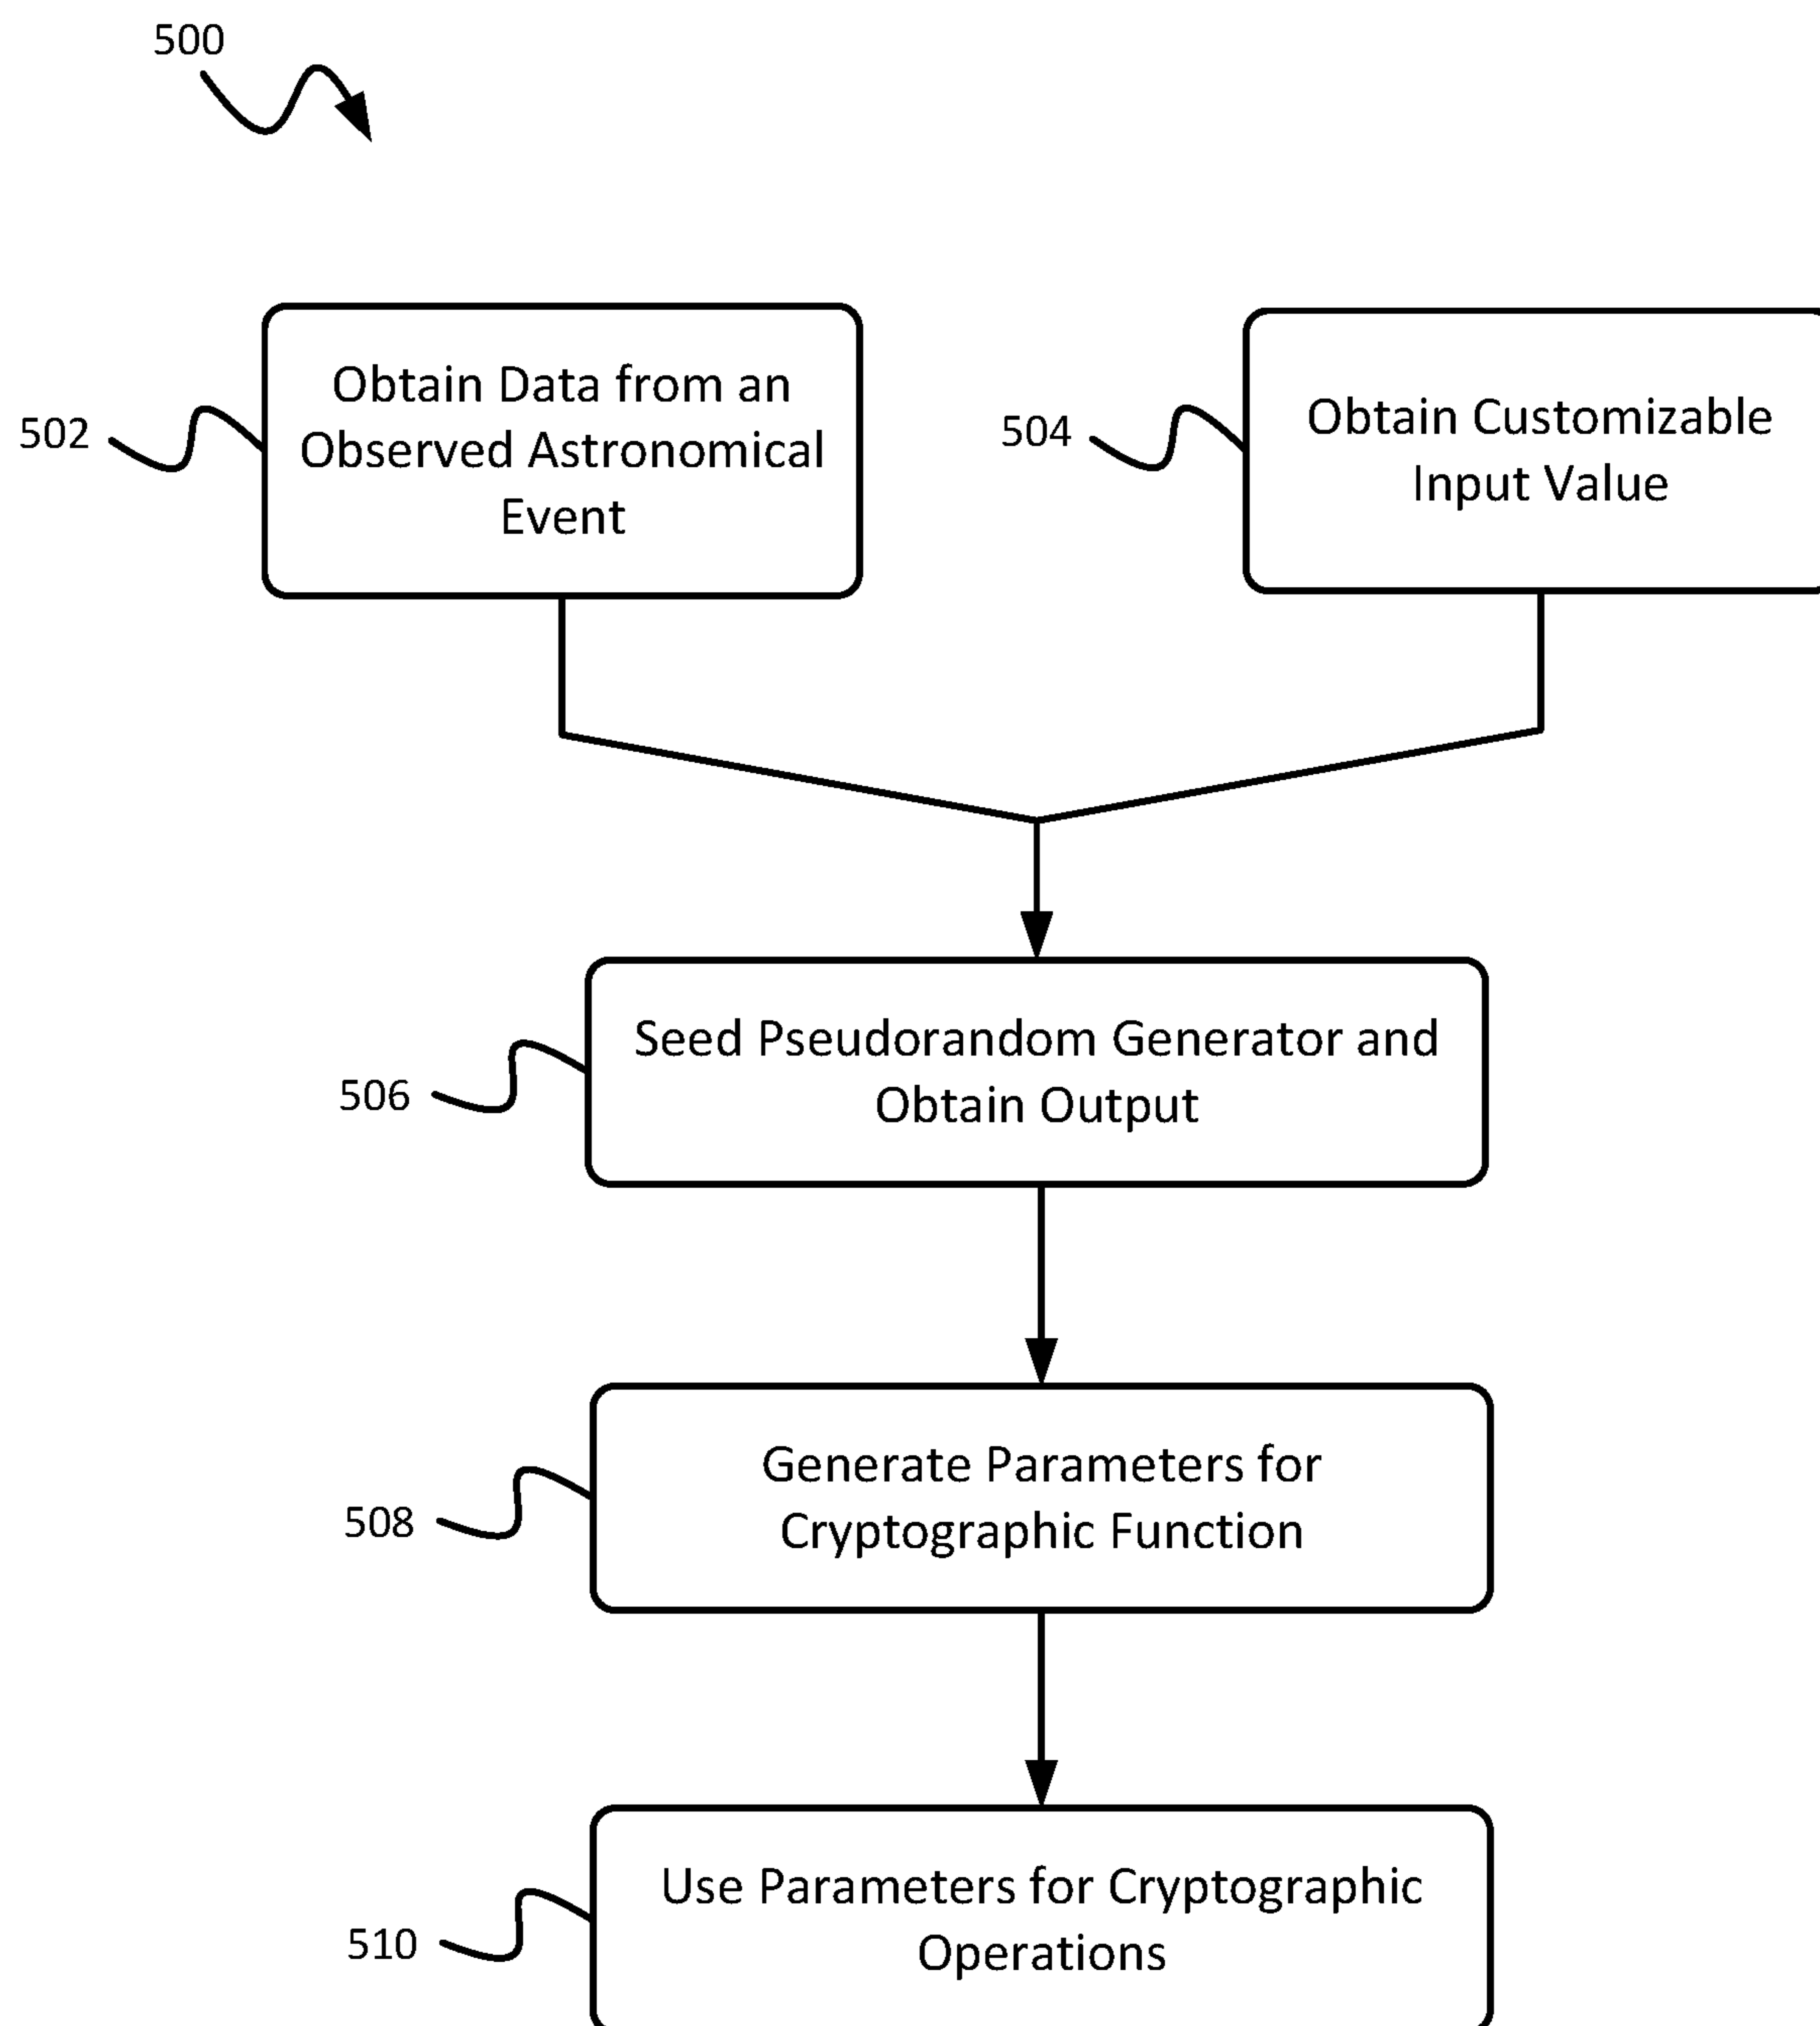 500
502
Obtain Data from an
Observed Astronomical
Event
504
Obtain Customizable
Input Value
506
Seed Pseudorandom Generator and
Obtain Output
508
Generate Parameters for
Cryptographic Function
510
Use Parameters for Cryptographic
Operations